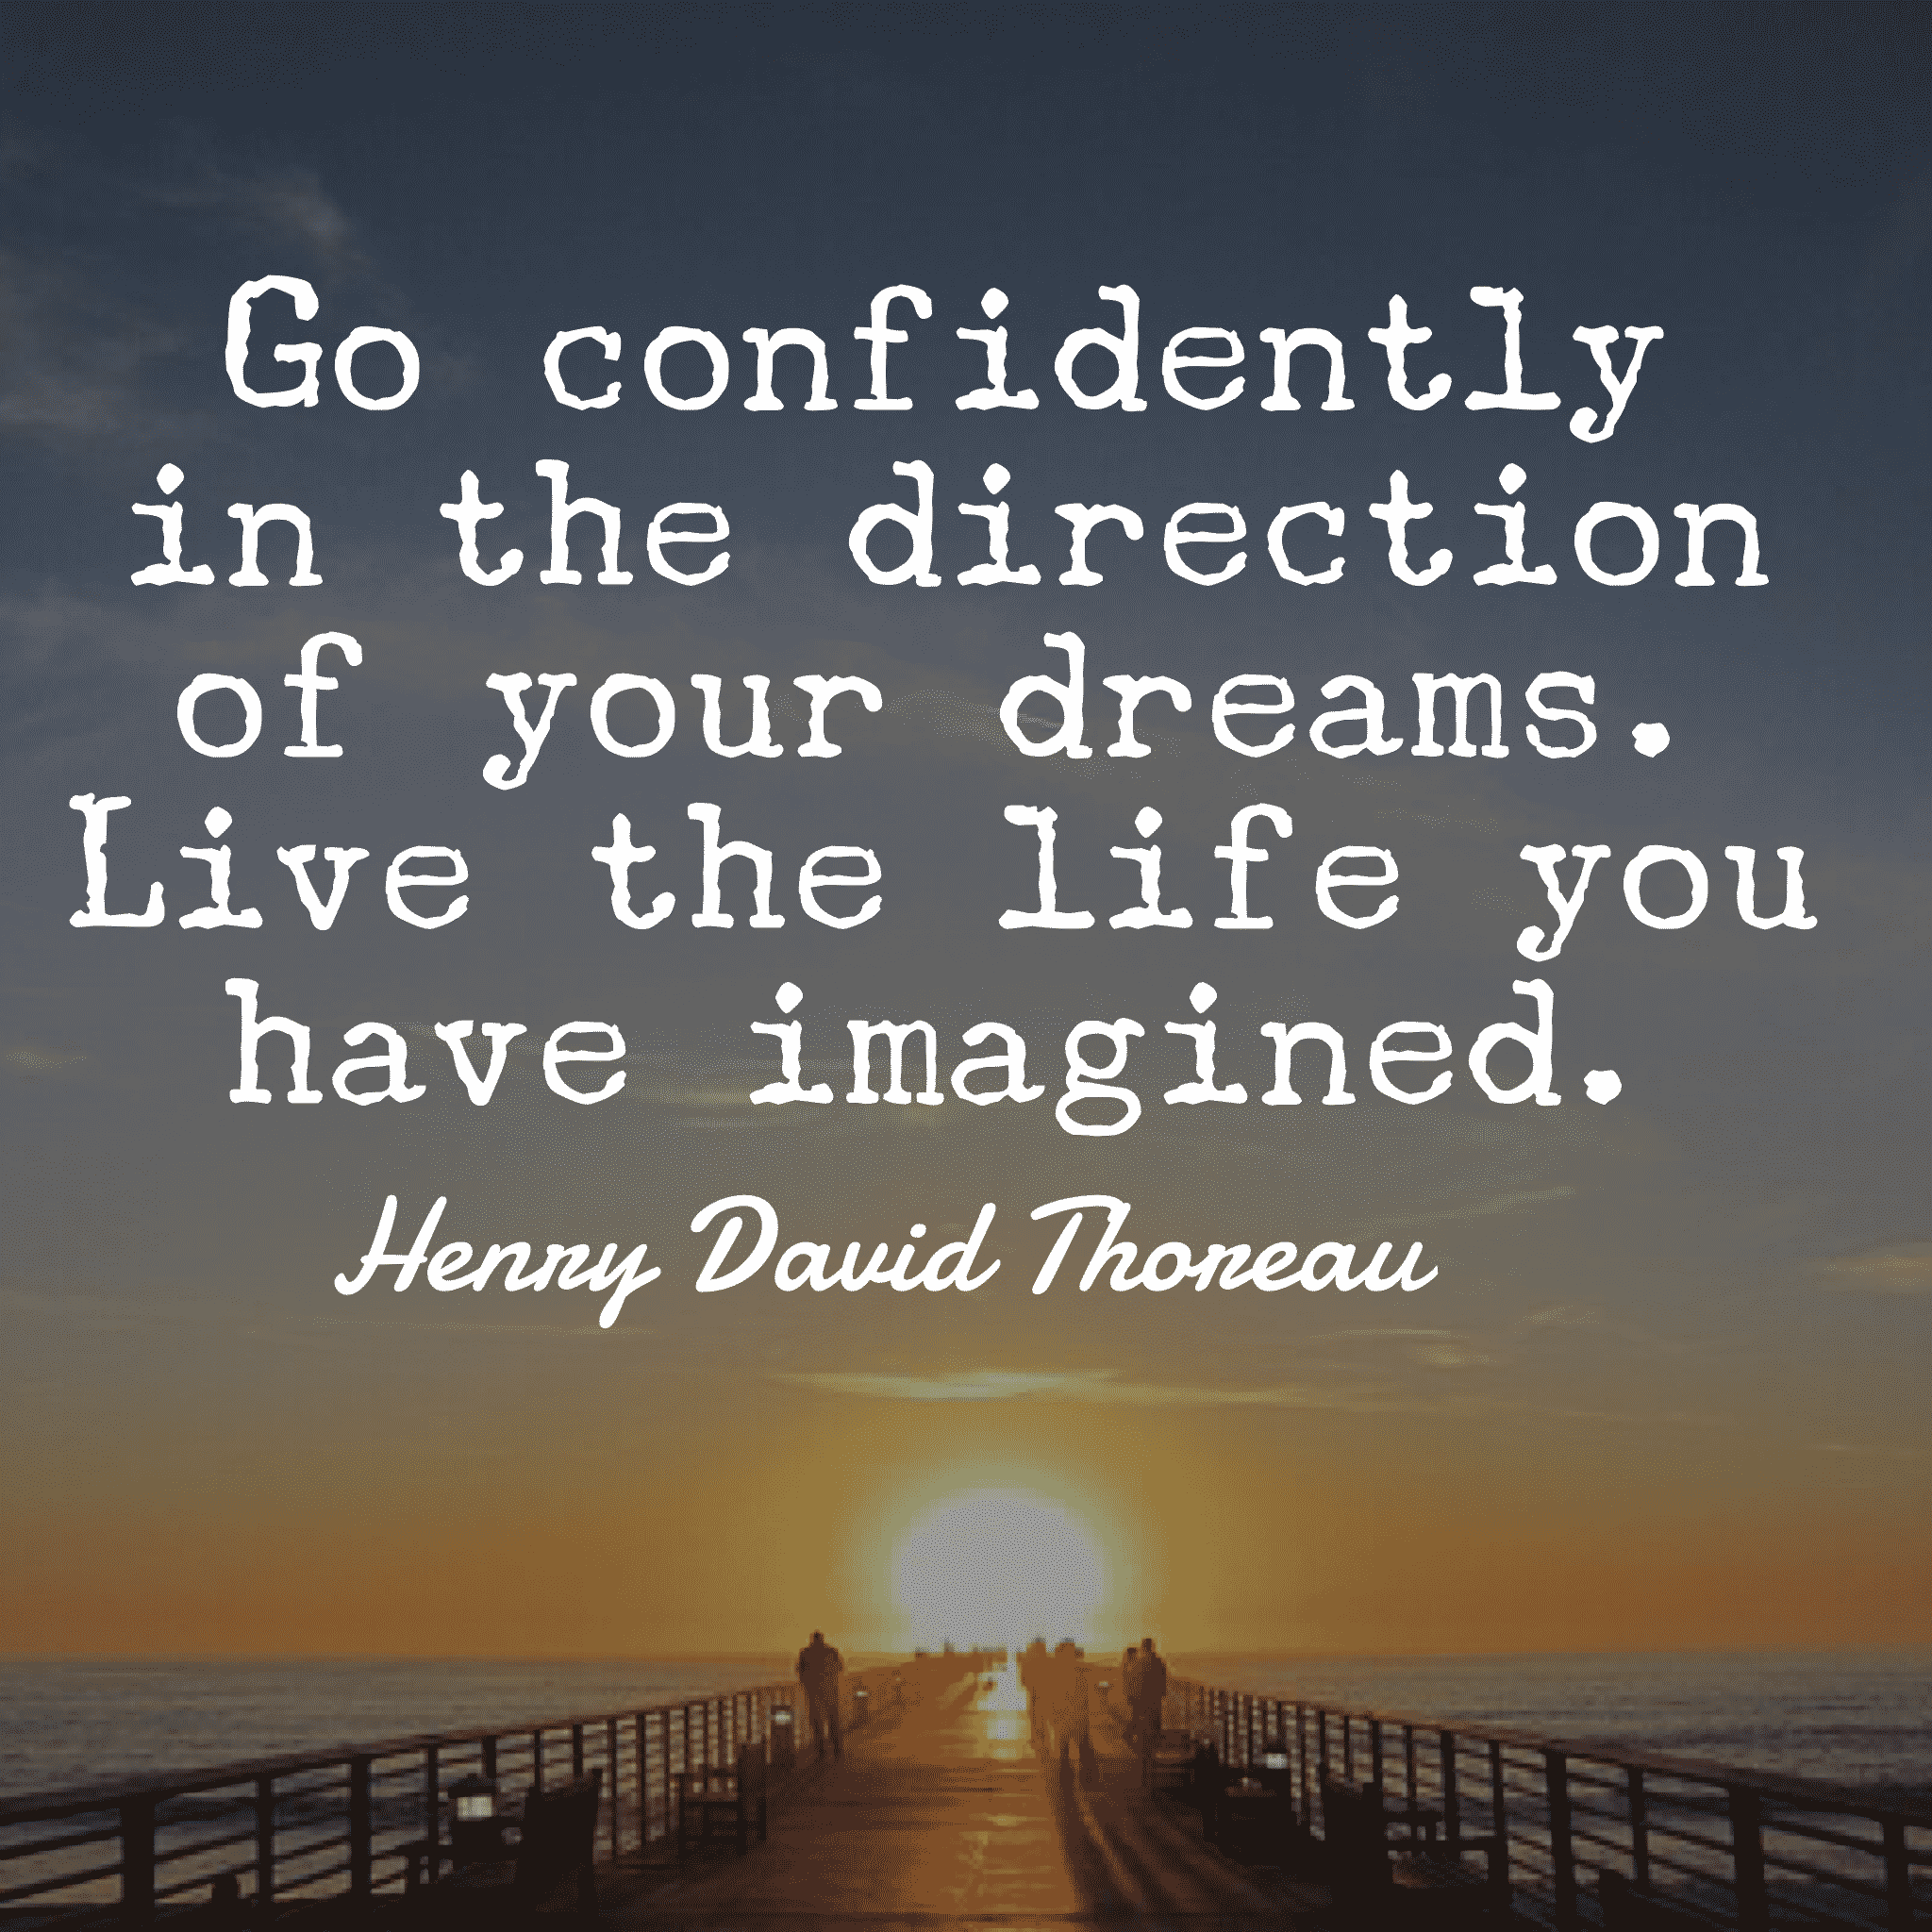 Go confidently
in the direction
of your dreams.
Live the life you
have imagined.
Henry David Thoreau